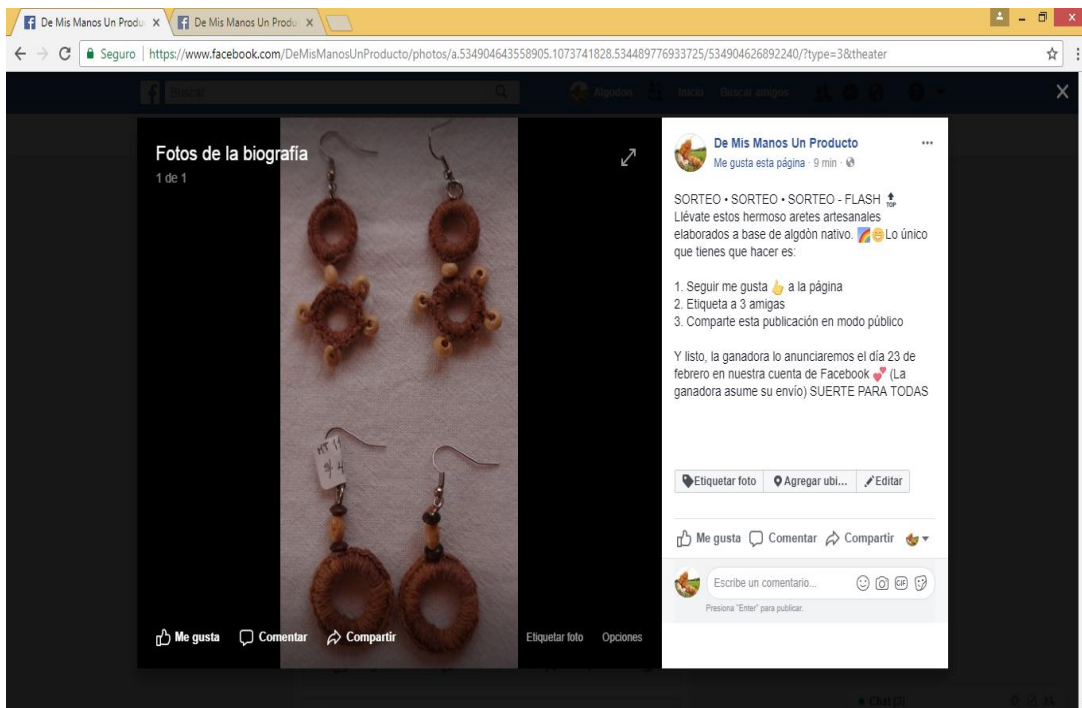 De Mis Manos Un Produ
De Mis Manos Un Produ
Seguro | https://www.facebook.com/DeMisManosUnProducto/photos/a.534904643558905.1073741828.534489776933725/534904626892240/?type=3&theater
Buscar
Algodon
Inicio
Buscar amigos
Fotos de la biografía
1 de 1
De Mis Manos Un Producto
Me gusta esta página · 9 min ·
SORTEO • SORTEO • SORTEO - FLASH 🔝
Llévate estos hermoso aretes artesanales
elaborados a base de algdòn nativo. 🌈😁Lo único
que tienes que hacer es:
1. Seguir me gusta 👆 a la página
2. Etiqueta a 3 amigas
3. Comparte esta publicación en modo público
Y listo, la ganadora lo anunciaremos el día 23 de
febrero en nuestra cuenta de Facebook 💕 (La
ganadora asume su envío) SUERTE PARA TODAS
Etiquetar foto
Agregar ubi...
Editar
Me gusta
Comentar
Compartir
Escribe un comentario...
GIF
Presiona "Enter" para publicar.
Me gusta
Comentar
Compartir
Etiquetar foto
Opciones